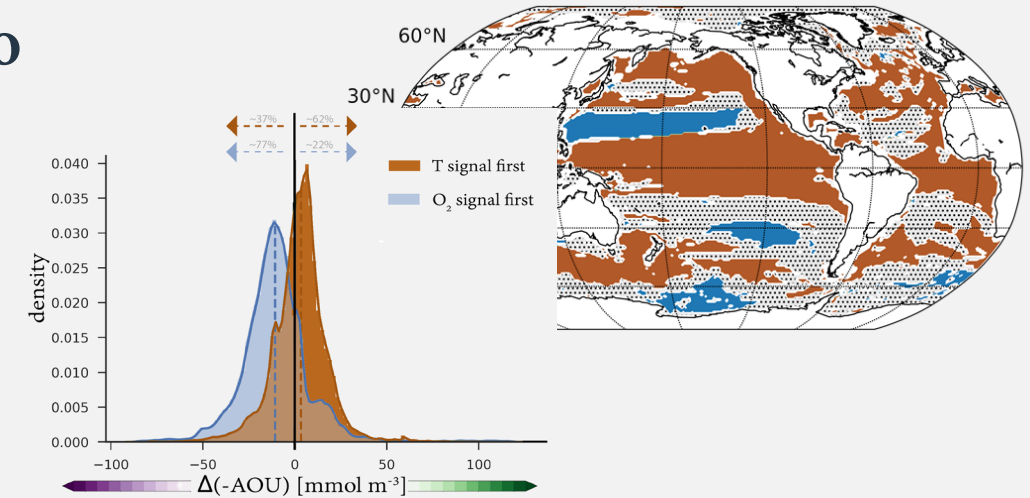 o
60°N
30°N
~37% ~62%
~77% ~22%
T signal first
O₂ signal first
0.040
0.035
0.030
0.025
0.020
0.015
0.010
0.005
0.000
density
−100 −50 0 50 100
Δ(-AOU) [mmol m⁻³]